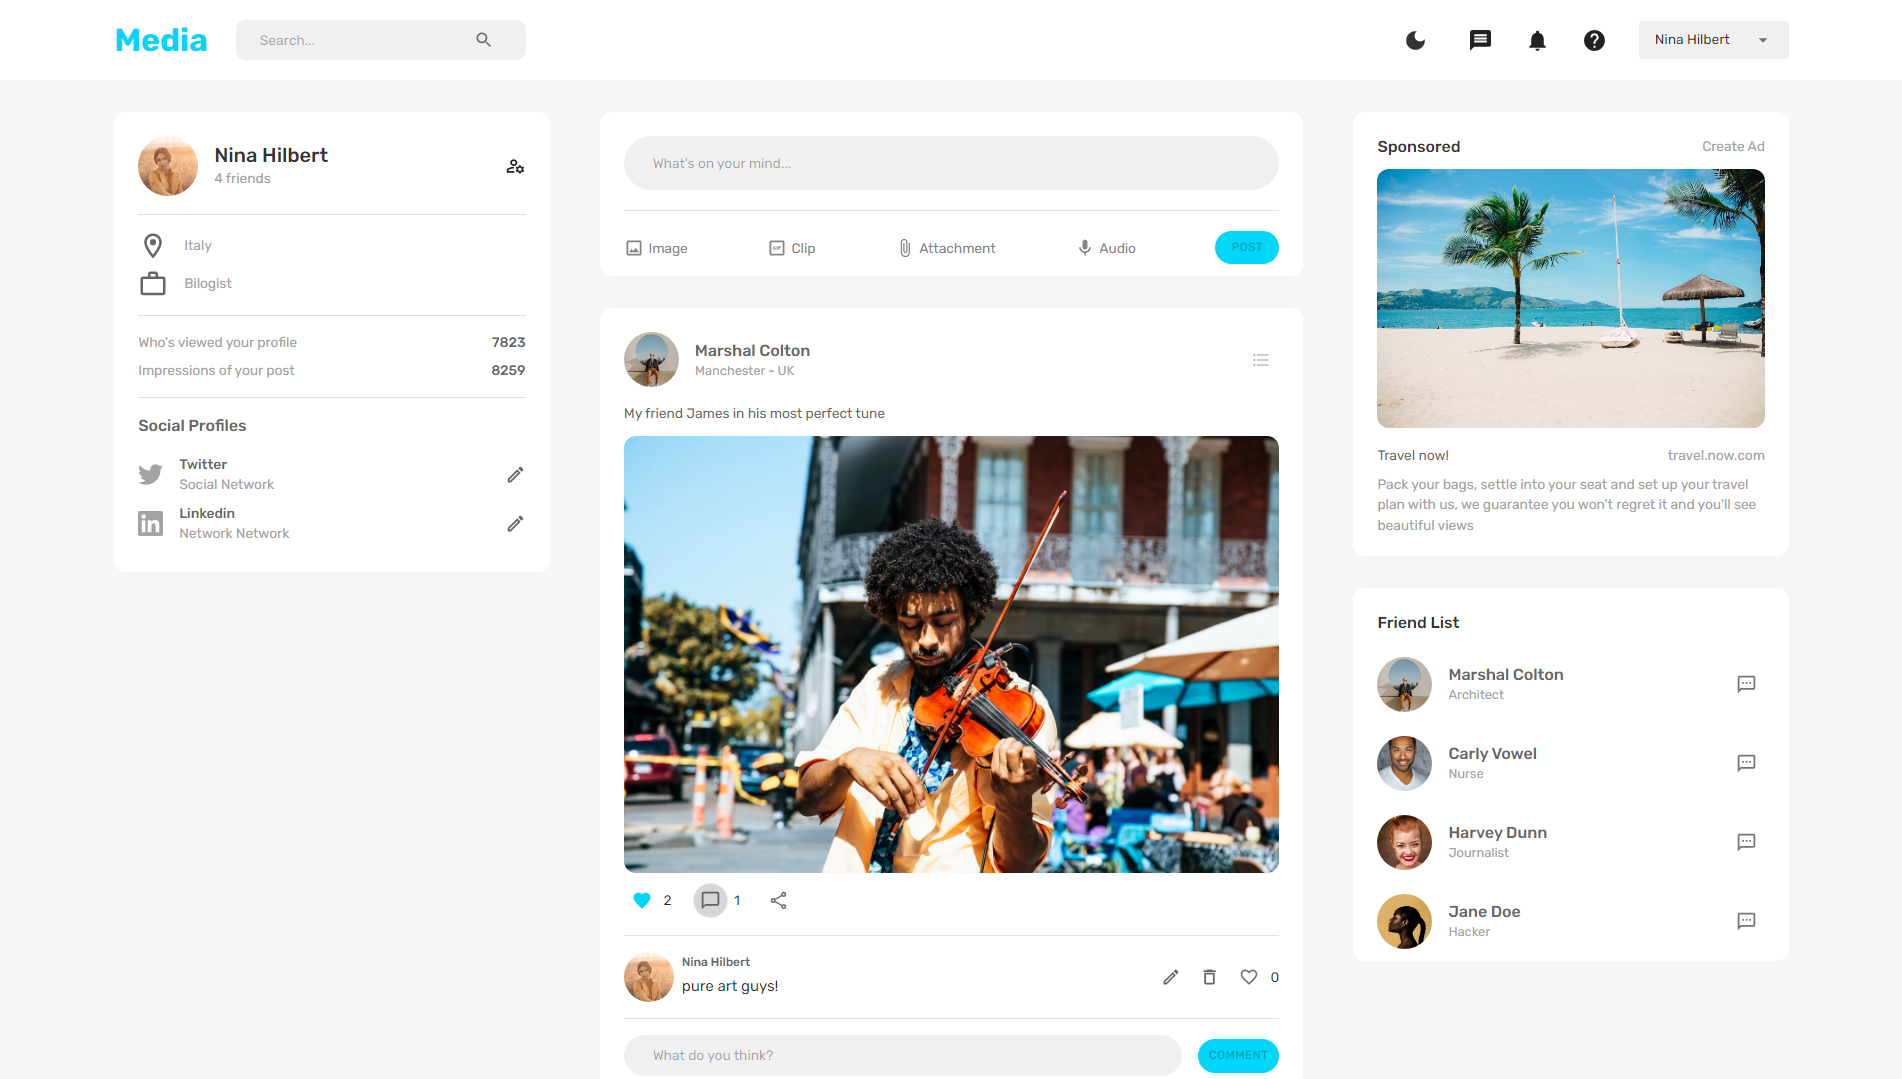 Media
Search...
Nina Hilbert
Nina Hilbert
4 friends
Italy
Bilogist
Who's viewed your profile 7823
Impressions of your post 8259
Social Profiles
Twitter
Social Network
Linkedin
Network Network
What's on your mind...
Image GIF Clip Attachment Audio POST
Marshal Colton
Manchester - UK
My friend James in his most perfect tune
2 1
Nina Hilbert
pure art guys!
0
What do you think? COMMENT
Sponsored Create Ad
Travel now! travel.now.com
Pack your bags, settle into your seat and set up your travel
plan with us, we guarantee you won't regret it and you'll see
beautiful views
Friend List
Marshal Colton
Architect
Carly Vowel
Nurse
Harvey Dunn
Journalist
Jane Doe
Hacker